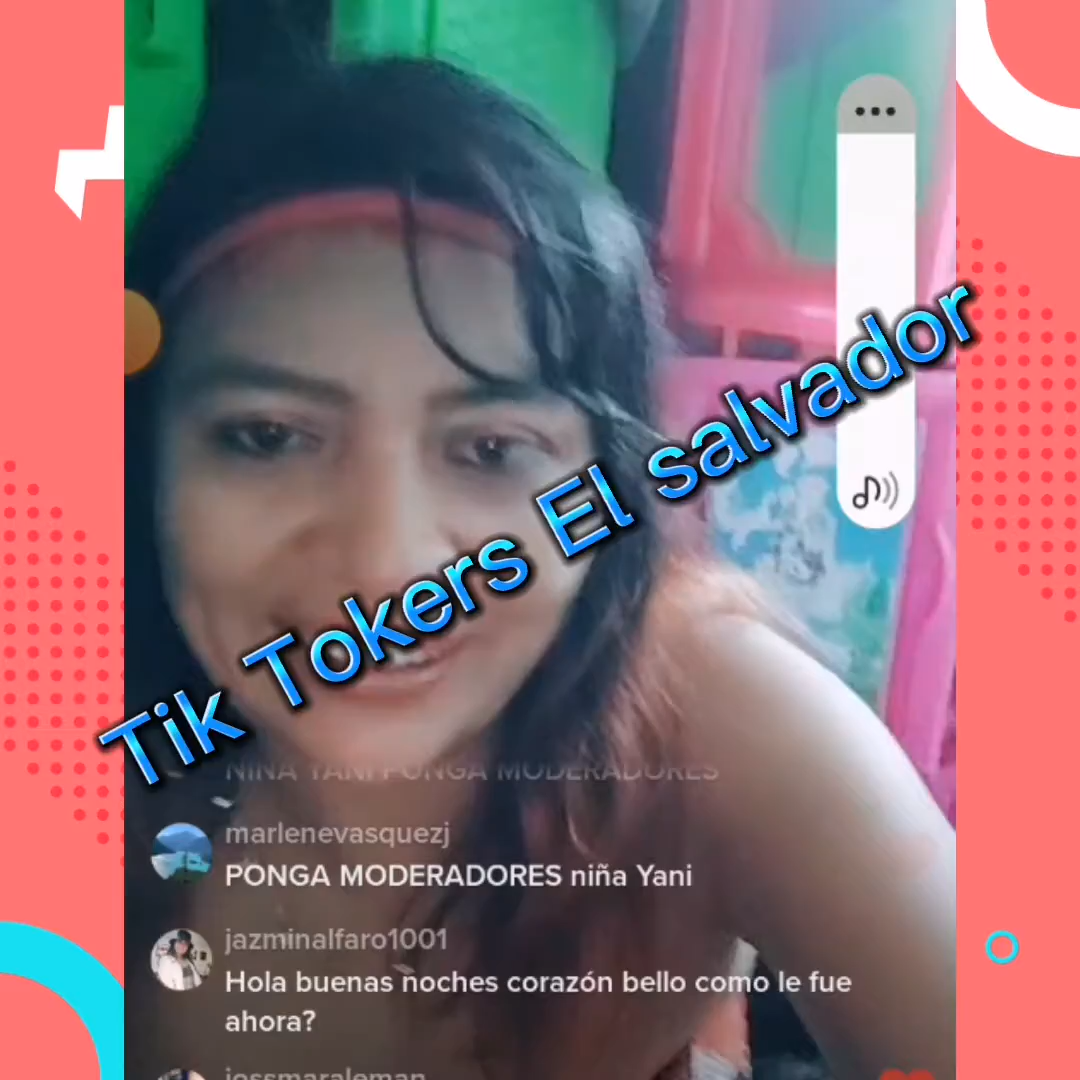 Tik Tokers El salvador
NIÑA YANI PONGA MODERADORES
marlenevasquezj
PONGA MODERADORES niña Yani
jazminalfaro1001
Hola buenas noches corazón bello como le fue
ahora?
jossmaraleman